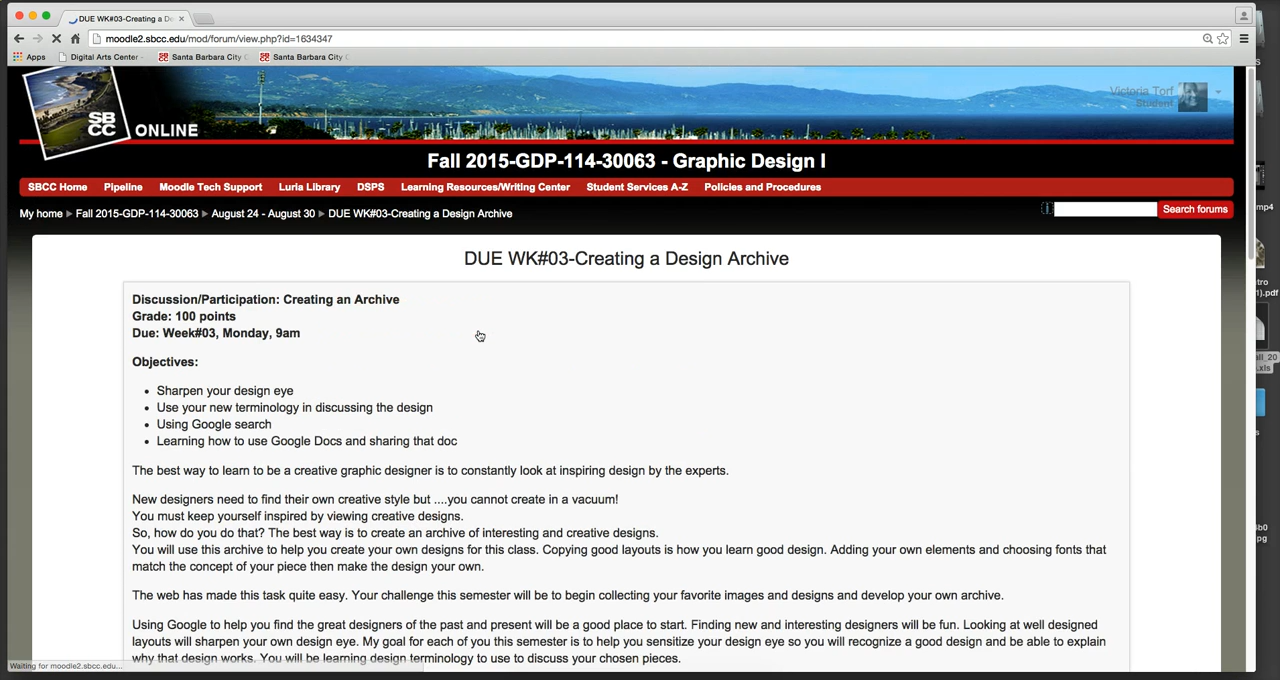 DUE WK#03-Creating a De
moodle2.sbcc.edu/mod/forum/view.php?id=1634347
Apps Digital Arts Center Santa Barbara City Santa Barbara City
Victoria Torf
Student
SB
CC ONLINE
Fall 2015-GDP-114-30063 - Graphic Design I
SBCC Home Pipeline Moodle Tech Support Luria Library DSPS Learning Resources/Writing Center Student Services A-Z Policies and Procedures
My home Fall 2015-GDP-114-30063 August 24 - August 30 DUE WK#03-Creating a Design Archive Search forums
DUE WK#03-Creating a Design Archive
Discussion/Participation: Creating an Archive
Grade: 100 points
Due: Week#03, Monday, 9am
Objectives:
• Sharpen your design eye
• Use your new terminology in discussing the design
• Using Google search
• Learning how to use Google Docs and sharing that doc
The best way to learn to be a creative graphic designer is to constantly look at inspiring design by the experts.
New designers need to find their own creative style but ....you cannot create in a vacuum!
You must keep yourself inspired by viewing creative designs.
So, how do you do that? The best way is to create an archive of interesting and creative designs.
You will use this archive to help you create your own designs for this class. Copying good layouts is how you learn good design. Adding your own elements and choosing fonts that
match the concept of your piece then make the design your own.
The web has made this task quite easy. Your challenge this semester will be to begin collecting your favorite images and designs and develop your own archive.
Using Google to help you find the great designers of the past and present will be a good place to start. Finding new and interesting designers will be fun. Looking at well designed
layouts will sharpen your own design eye. My goal for each of you this semester is to help you sensitize your design eye so you will recognize a good design and be able to explain
why that design works. You will be learning design terminology to use to discuss your chosen pieces.
Waiting for moodle2.sbcc.edu...